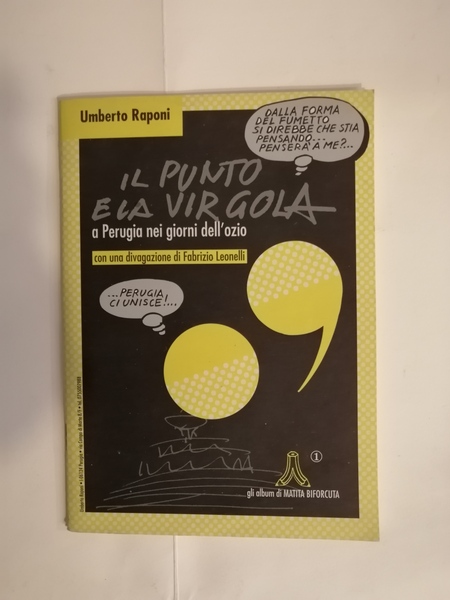 Umberto Raponi
DALLA FORMA
DEL FUMETTO
SI DIREBBE CHE STIA
PENSANDO...
PENSERÀ A ME?...
IL PUNTO
E LA VIRGOLA
a Perugia nei giorni dell'ozio
con una divagazione di Fabrizio Leonelli
...PERUGIA,
CI UNISCE!...
1
gli album di MATITA BIFORCUTA